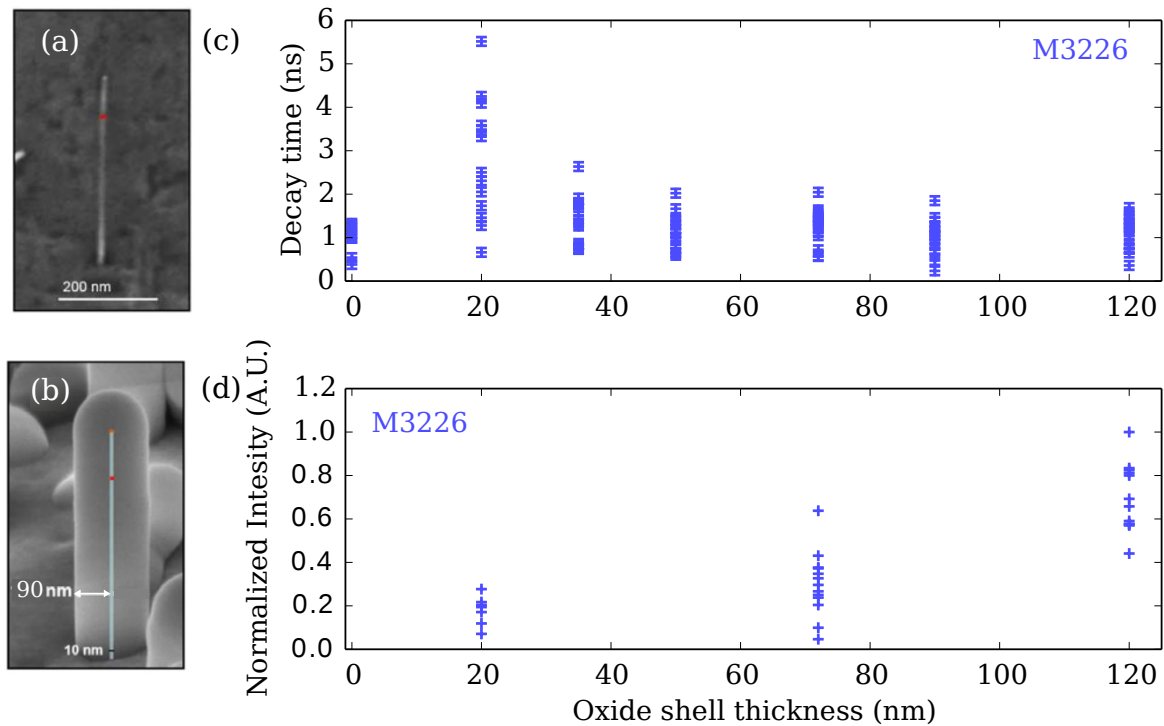 (a)
200 nm
(b)
90 nm
10 nm
(c)
M3226
Decay time (ns)
6
5
4
3
2
1
0
0 20 40 60 80 100 120
(d)
M3226
Normalized Intesity (A.U.)
1.2
1.0
0.8
0.6
0.4
0.2
0.0
0 20 40 60 80 100 120
Oxide shell thickness (nm)